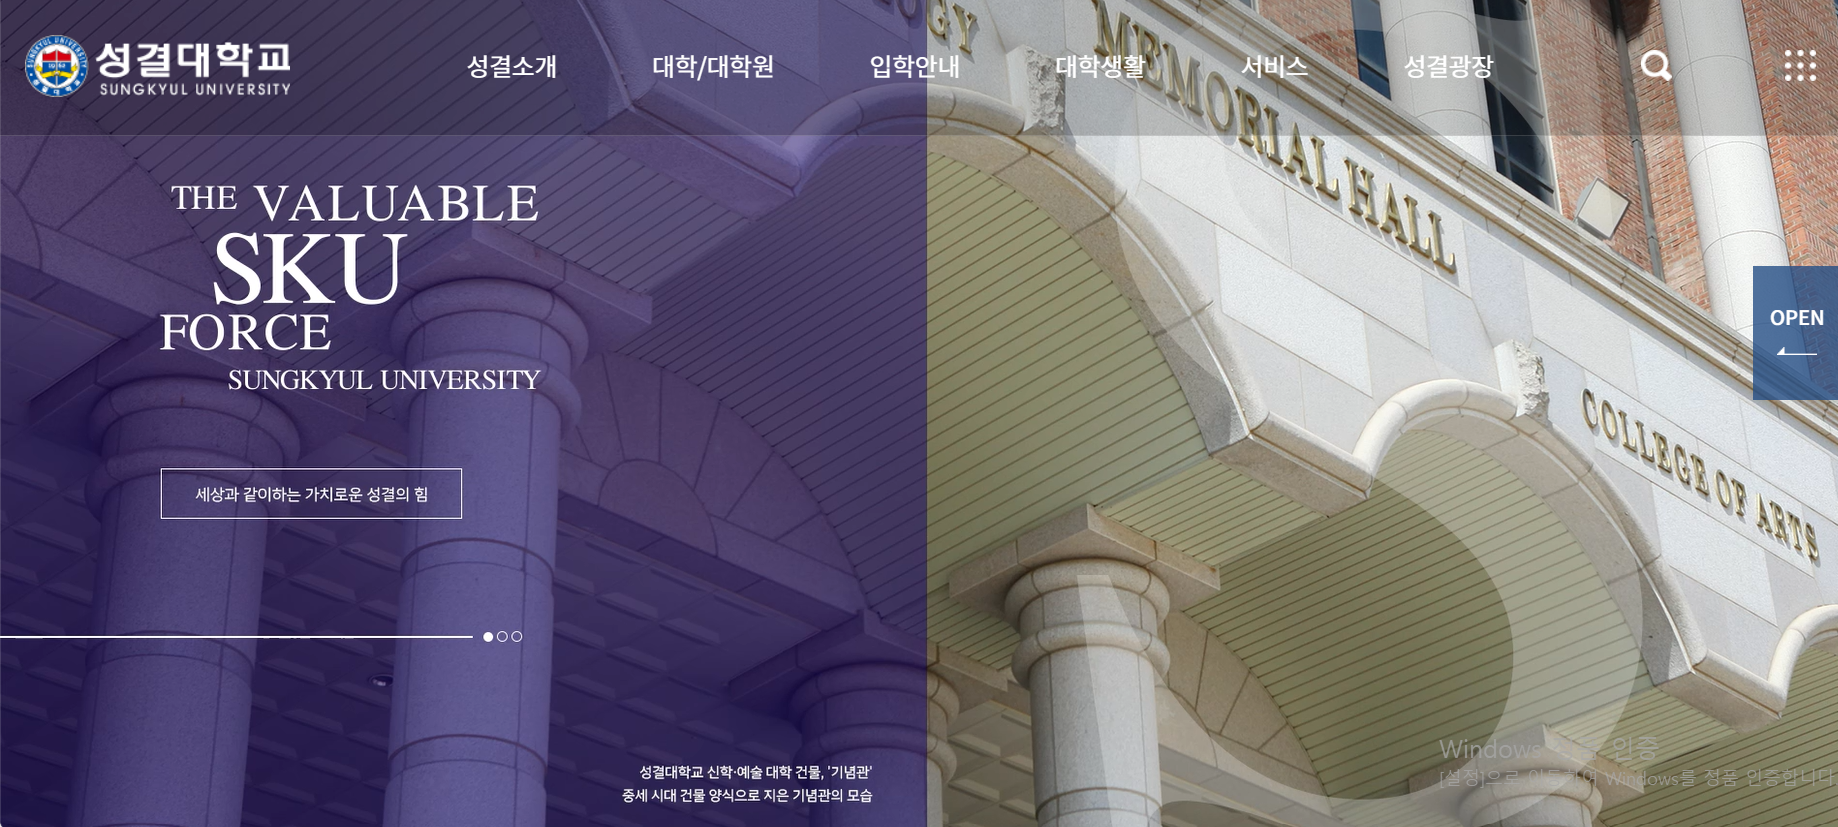 성결대학교
SUNGKYUL UNIVERSITY
성결소개
대학/대학원
입학안내
대학생활
서비스
성결광장
THE VALUABLE
SKU
FORCE
SUNGKYUL UNIVERSITY
세상과 같이하는 가치로운 성결의 힘
성결대학교 신학·예술 대학 건물, '기념관'
중세 시대 건물 양식으로 지은 기념관의 모습
MEMORIAL HALL
OPEN
COLLEGE OF ARTS
Windows 정품 인증
[설정]으로 이동하여 Windows를 정품 인증합니다